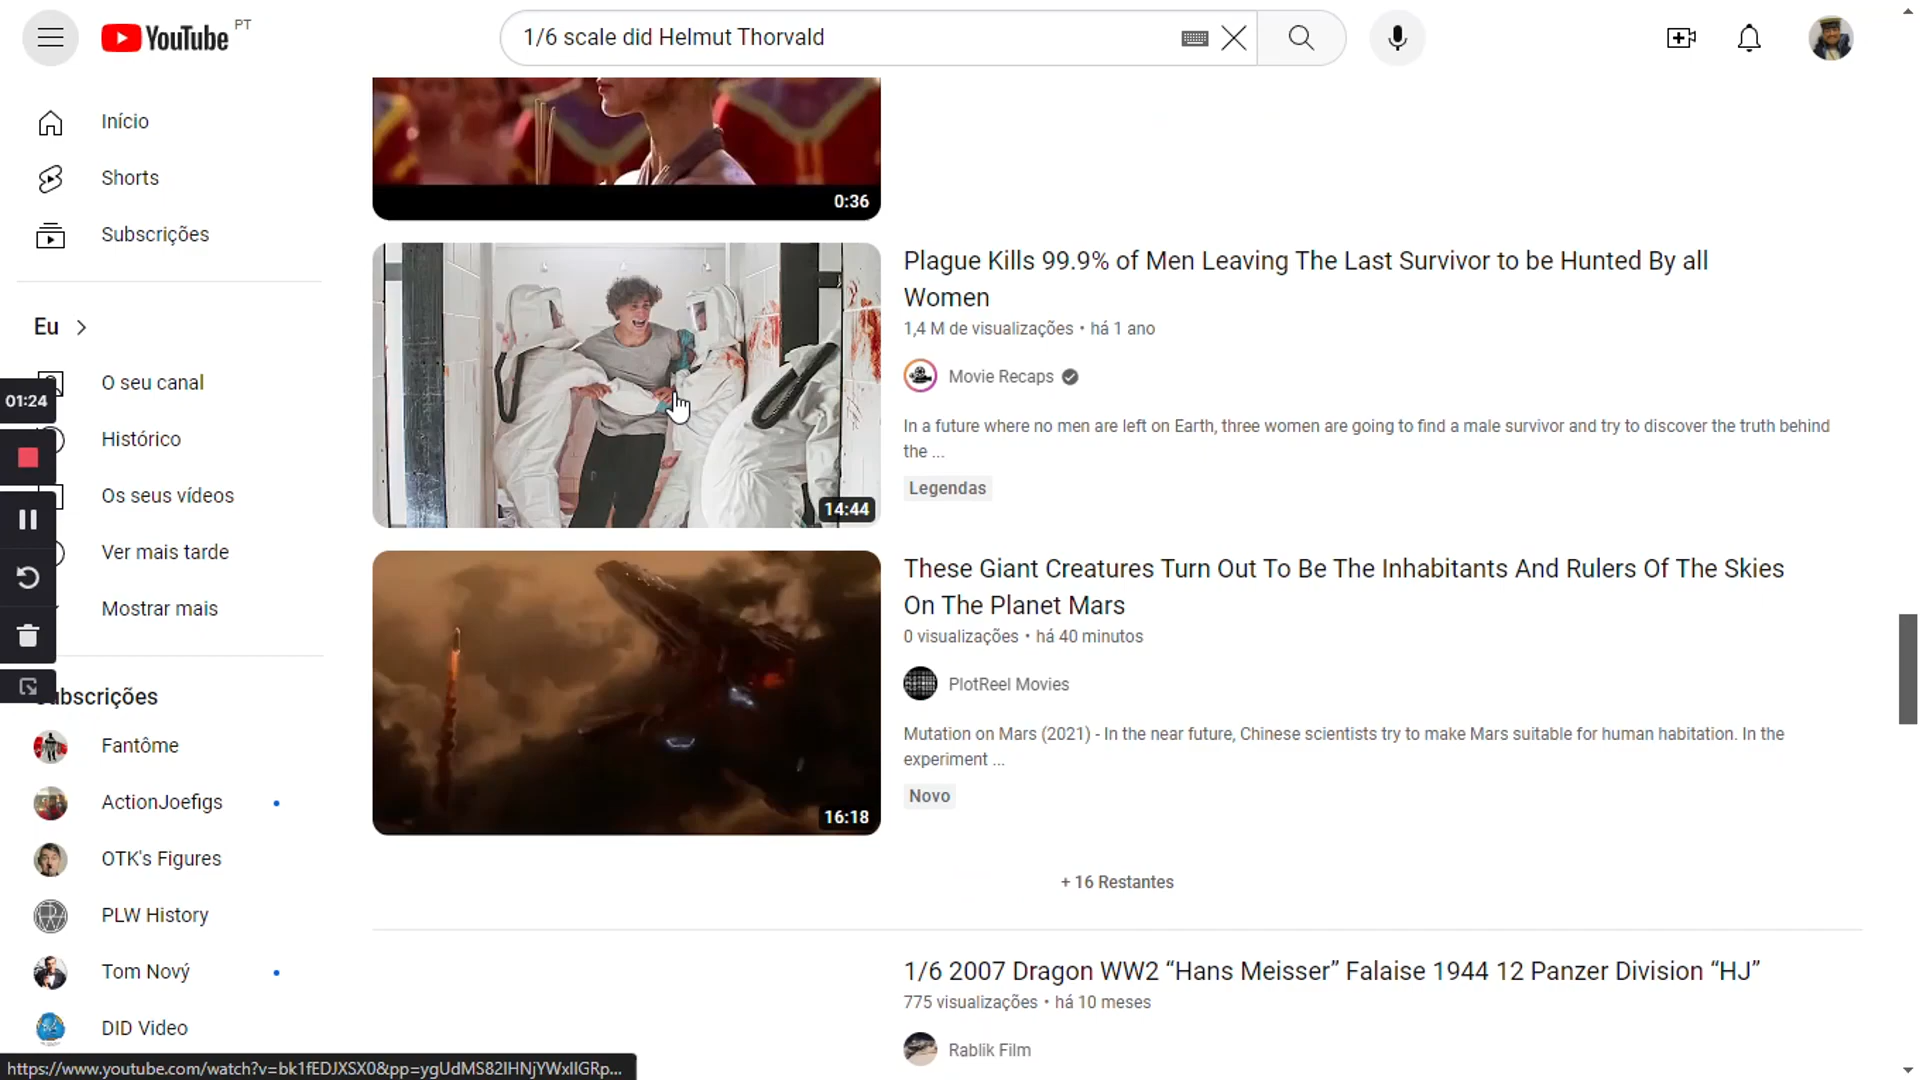 YouTube PT
1/6 scale did Helmut Thorvald
Início
Shorts
Subscrições
Eu
O seu canal
Histórico
Os seus vídeos
Ver mais tarde
Mostrar mais
01:24
bscrições
Fantôme
ActionJoefigs
OTK's Figures
PLW History
Tom Nový
DID Video
0:36
Plague Kills 99.9% of Men Leaving The Last Survivor to be Hunted By all
Women
1,4 M de visualizações • há 1 ano
Movie Recaps
In a future where no men are left on Earth, three women are going to find a male survivor and try to discover the truth behind
the ...
Legendas
14:44
These Giant Creatures Turn Out To Be The Inhabitants And Rulers Of The Skies
On The Planet Mars
0 visualizações • há 40 minutos
PlotReel Movies
Mutation on Mars (2021) - In the near future, Chinese scientists try to make Mars suitable for human habitation. In the
experiment ...
Novo
16:18
+ 16 Restantes
1/6 2007 Dragon WW2 “Hans Meisser” Falaise 1944 12 Panzer Division “HJ”
775 visualizações • há 10 meses
Rablik Film